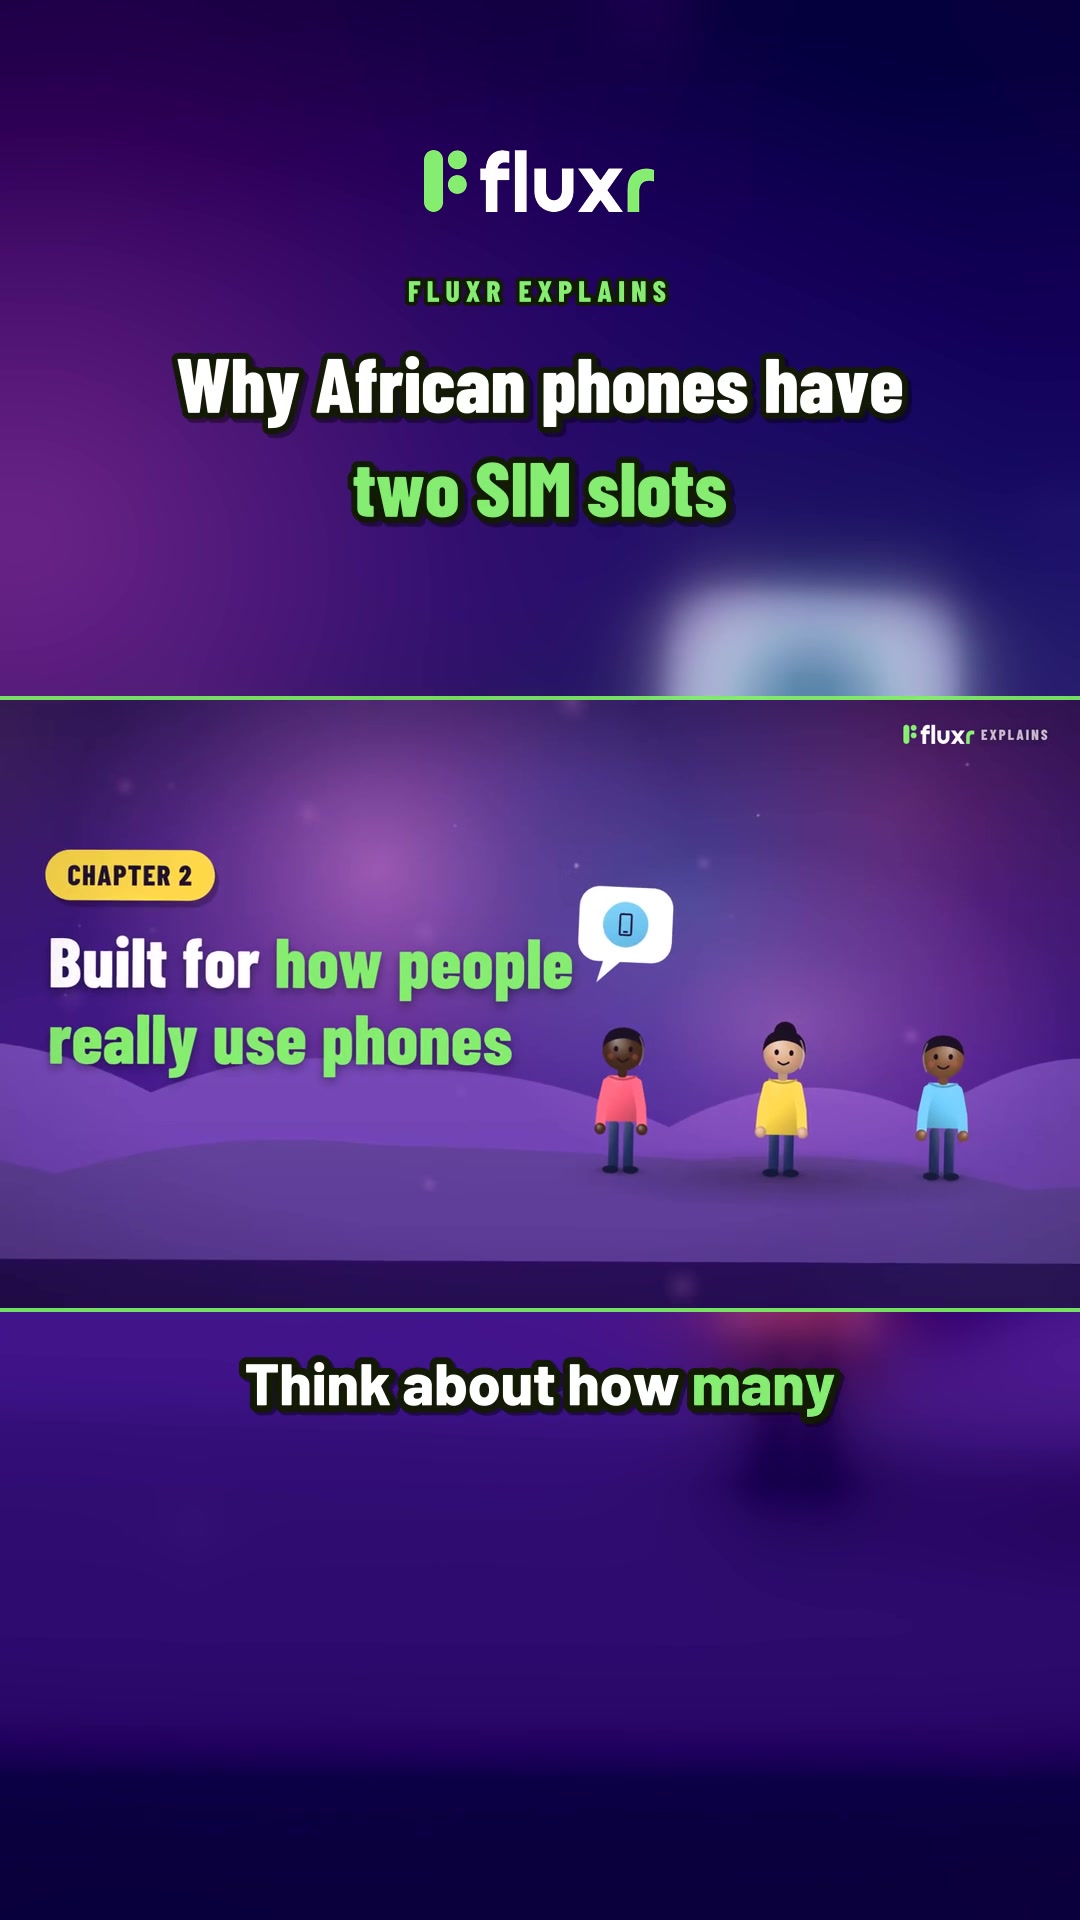 fluxr
FLUXR EXPLAINS
Why African phones have
two SIM slots
fluxr EXPLAINS
CHAPTER 2
Built for how people
really use phones
Think about how many